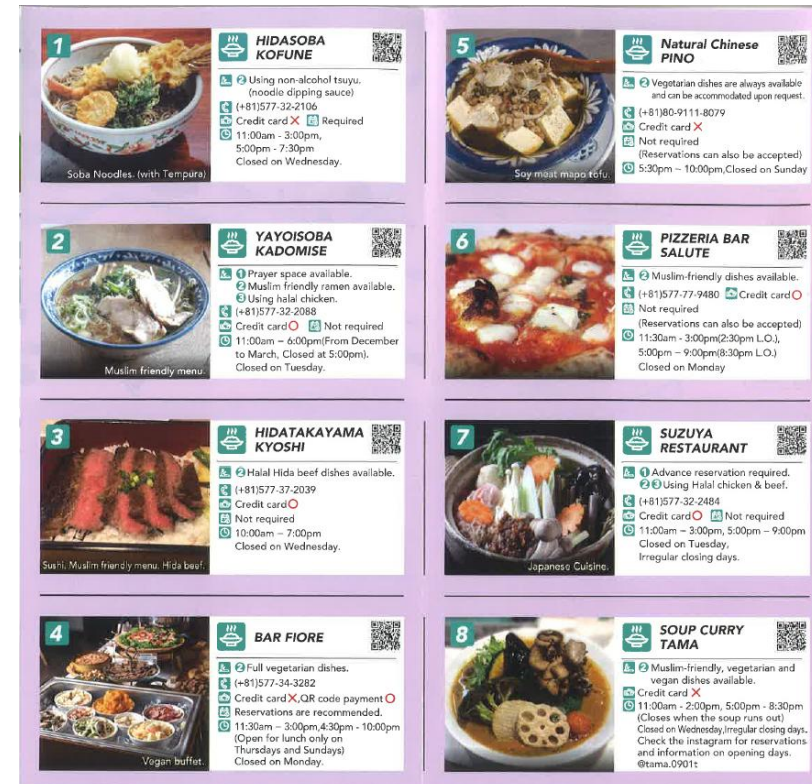 1
HIDASOBA
KOFUNE
② Using non-alcohol tsuyu.
(noodle dipping sauce)
(+81)577-32-2106
Credit card ✕ Required
11:00am - 3:00pm,
5:00pm - 7:30pm
Closed on Wednesday.
Soba Noodles. (with Tempura)
2
YAYOISOBA
KADOMISE
① Prayer space available.
② Muslim friendly ramen available.
③ Using halal chicken.
(+81)577-32-2088
Credit card ○ Not required
11:00am – 6:00pm(From December
to March, Closed at 5:00pm).
Closed on Tuesday.
Muslim friendly menu.
3
HIDATAKAYAMA
KYOSHI
② Halal Hida beef dishes available.
(+81)577-37-2039
Credit card ○
Not required
10:00am – 7:00pm
Closed on Wednesday.
Sushi. Muslim friendly menu. Hida beef.
4
BAR FIORE
② Full vegetarian dishes.
(+81)577-34-3282
Credit card ✕,QR code payment ○
Reservations are recommended.
11:30am – 3:00pm,4:30pm - 10:00pm
(Open for lunch only on
Thursdays and Sundays)
Closed on Monday.
Vegan buffet.
5
Natural Chinese
PINO
② Vegetarian dishes are always available
and can be accommodated upon request.
(+81)80-9111-8079
Credit card ✕
Not required
(Reservations can also be accepted)
5:30pm – 10:00pm,Closed on Sunday
Soy meat mapo tofu.
6
PIZZERIA BAR
SALUTE
② Muslim-friendly dishes available.
(+81)577-77-9480 Credit card ○
Not required
(Reservations can also be accepted)
11:30am - 3:00pm(2:30pm L.O.),
5:00pm – 9:00pm(8:30pm L.O.)
Closed on Monday
7
SUZUYA
RESTAURANT
① Advance reservation required.
②③ Using Halal chicken & beef.
(+81)577-32-2484
Credit card ○ Not required
11:00am – 3:00pm, 5:00pm – 9:00pm
Closed on Tuesday,
Irregular closing days.
Japanese Cuisine.
8
SOUP CURRY
TAMA
② Muslim-friendly, vegetarian and
vegan dishes available.
Credit card ✕
11:00am - 2:00pm, 5:00pm - 8:30pm
(Closes when the soup runs out)
Closed on Wednesday,Irregular closing days.
Check the instagram for reservations
and information on opening days.
@tama.0901t